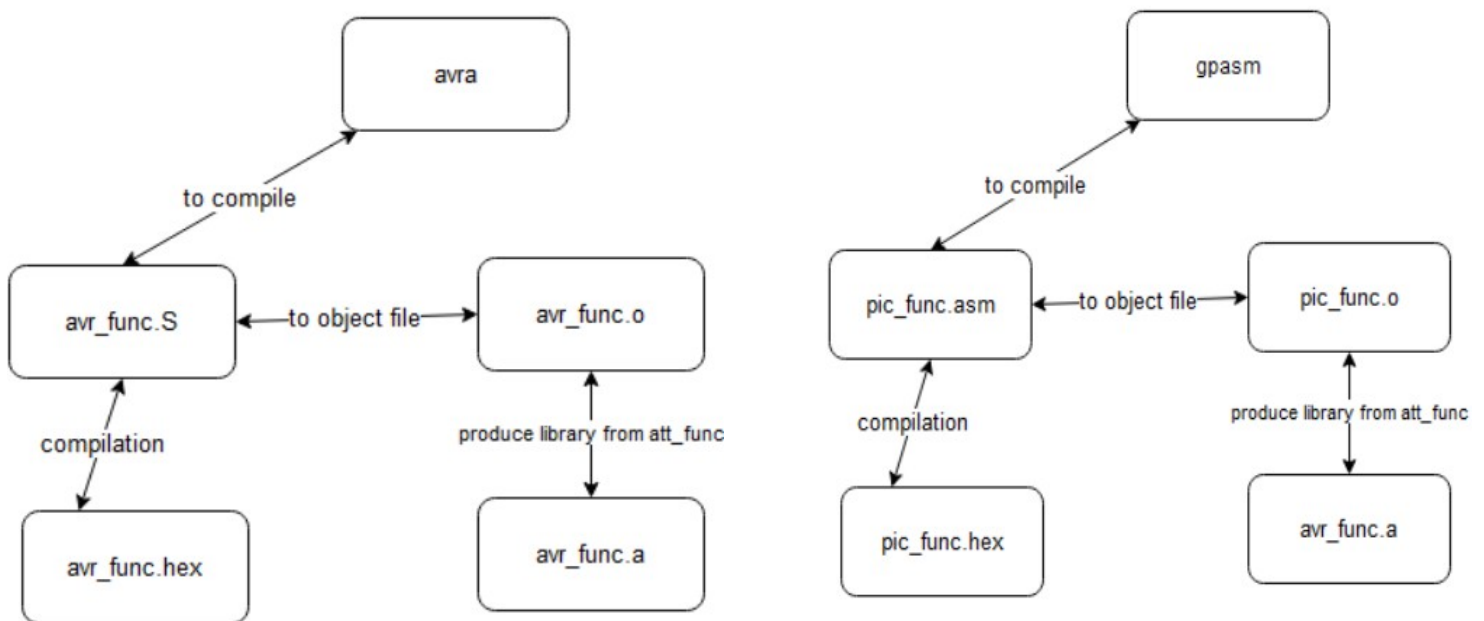 avra
to compile
avr_func.S
to object file
avr_func.o
compilation
produce library from att_func
avr_func.hex
avr_func.a
gpasm
to compile
pic_func.asm
to object file
pic_func.o
compilation
produce library from att_func
pic_func.hex
avr_func.a